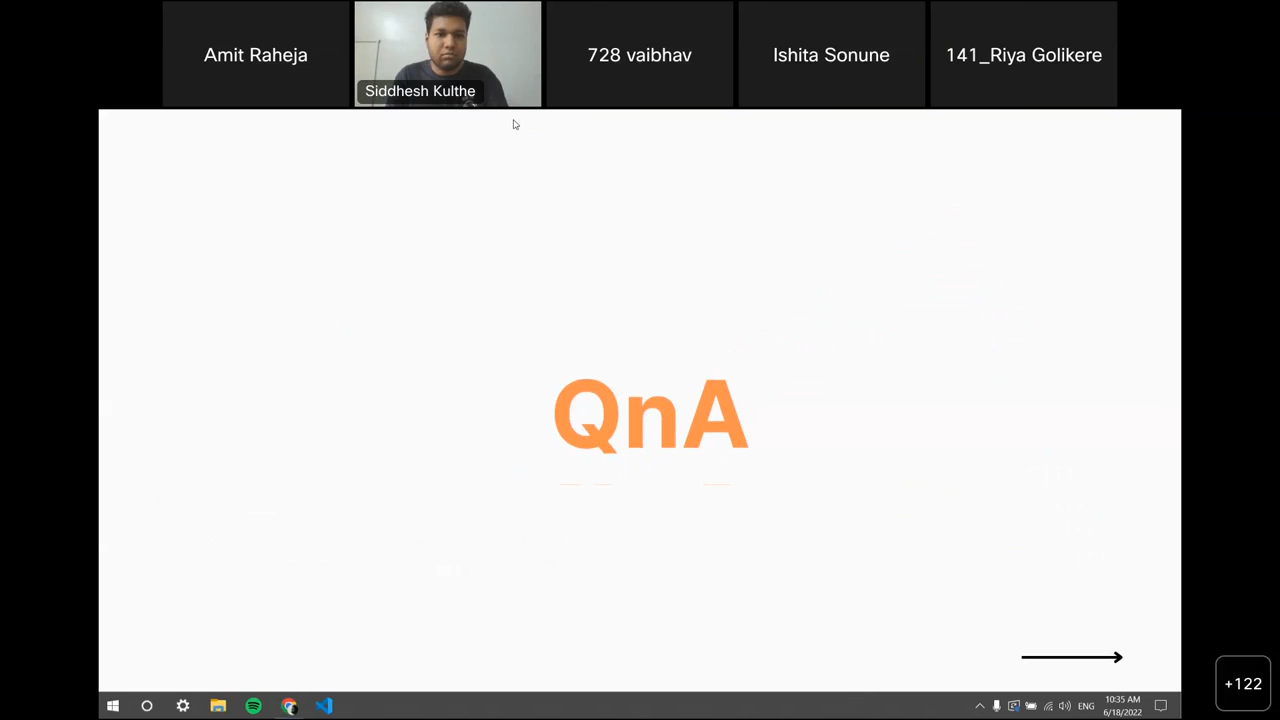 Amit Raheja
Siddhesh Kulthe
728 vaibhav
Ishita Sonune
141_Riya Golikere
QnA
+122
ENG
10:35 AM
6/18/2022